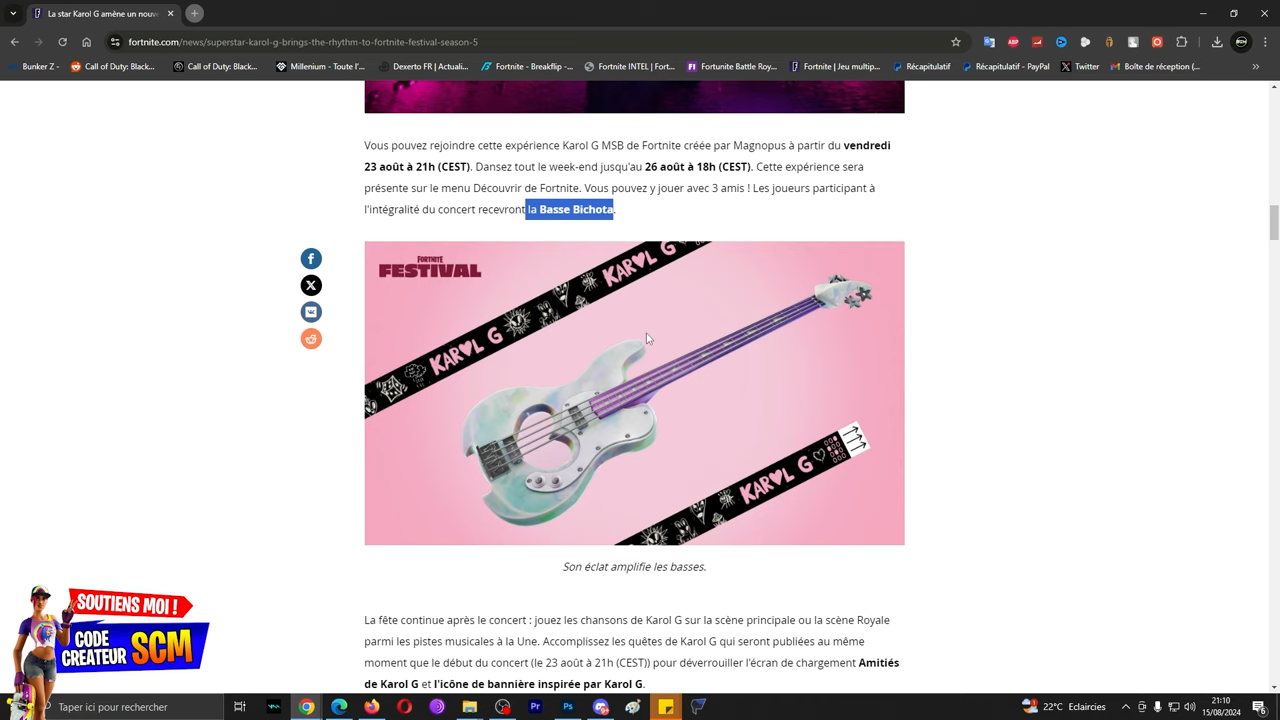 La star Karol G amène un nouv
fortnite.com/news/superstar-karol-g-brings-the-rhythm-to-fortnite-festival-season-5
Bunker Z -
Call of Duty: Black...
Call of Duty: Black...
Millenium - Toute l'...
Dexerto FR | Actuali...
Fortnite - Breakflip -...
Fortnite INTEL | Fort...
Fortunite Battle Roy...
Fortnite | Jeu multip...
Récapitulatif
Récapitulatif - PayPal
Twitter
Boîte de réception (...
Vous pouvez rejoindre cette expérience Karol G MSB de Fortnite créée par Magnopus à partir du vendredi
23 août à 21h (CEST). Dansez tout le week-end jusqu'au 26 août à 18h (CEST). Cette expérience sera
présente sur le menu Découvrir de Fortnite. Vous pouvez y jouer avec 3 amis ! Les joueurs participant à
l'intégralité du concert recevront la Basse Bichota.
FORTNITE
FESTIVAL
KAROL G
KAROL G
KAROL G
Son éclat amplifie les basses.
La fête continue après le concert : jouez les chansons de Karol G sur la scène principale ou la scène Royale
parmi les pistes musicales à la Une. Accomplissez les quêtes de Karol G qui seront publiées au même
moment que le début du concert (le 23 août à 21h (CEST)) pour déverrouiller l'écran de chargement Amitiés
de Karol G et l'icône de bannière inspirée par Karol G.
SOUTIENS MOI !
CODE
CREATEUR
SCM
Taper ici pour rechercher
22°C Eclaircies
21:10
15/08/2024